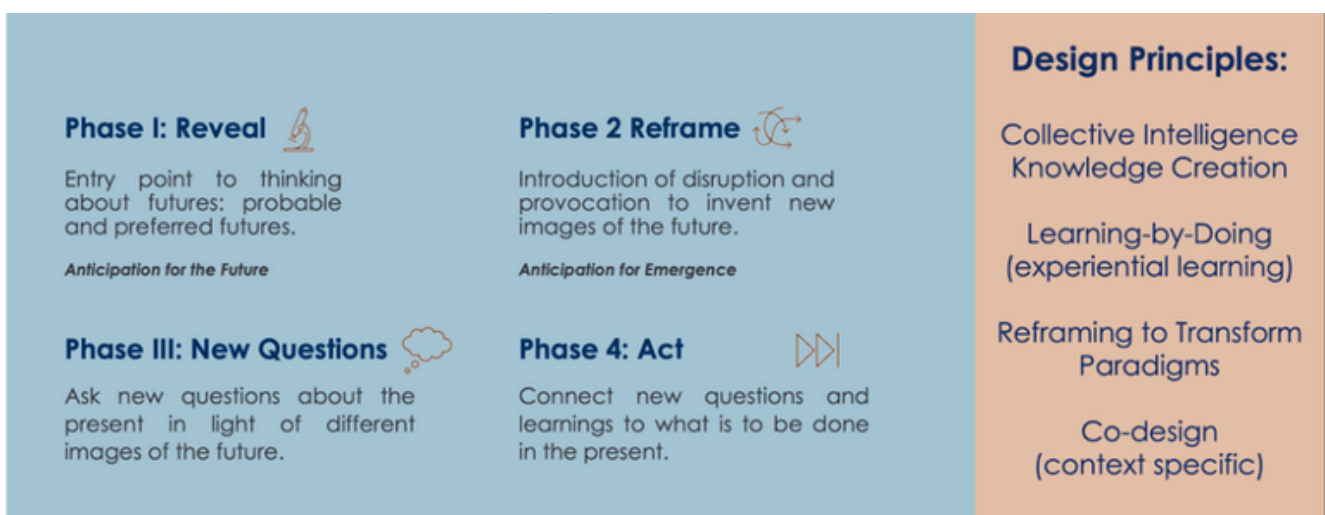 Phase I: Reveal
Entry point to thinking
about futures: probable
and preferred futures.
Anticipation for the Future
Phase 2 Reframe
Introduction of disruption and
provocation to invent new
images of the future.
Anticipation for Emergence
Phase III: New Questions
Ask new questions about the
present in light of different
images of the future.
Phase 4: Act
Connect new questions and
learnings to what is to be done
in the present.
Design Principles:
Collective Intelligence
Knowledge Creation
Learning-by-Doing
(experiential learning)
Reframing to Transform
Paradigms
Co-design
(context specific)